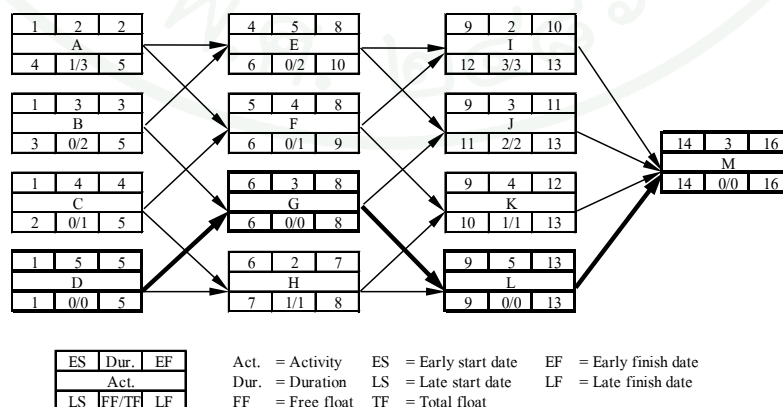 1 2 2
A
4 1/3 5
4 5 8
E
6 0/2 10
9 2 10
I
12 3/3 13
1 3 3
B
3 0/2 5
5 4 8
F
6 0/1 9
9 3 11
J
11 2/2 13
14 3 16
M
14 0/0 16
1 4 4
C
2 0/1 5
6 3 8
G
6 0/0 8
9 4 12
K
10 1/1 13
1 5 5
D
1 0/0 5
6 2 7
H
7 1/1 8
9 5 13
L
9 0/0 13
ES Dur. EF
Act.
LS FF/TF LF
Act. = Activity ES = Early start date EF = Early finish date
Dur. = Duration LS = Late start date LF = Late finish date
FF = Free float TF = Total float